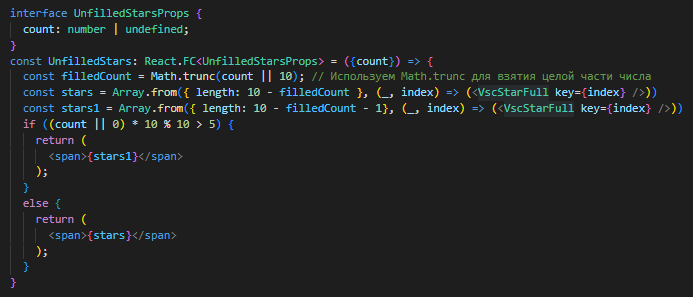 interface UnfilledStarsProps {
  count: number | undefined;
}
const UnfilledStars: React.FC<UnfilledStarsProps> = ({count}) => {
  const filledCount = Math.trunc(count || 10); // Используем Math.trunc для взятия целой части числа
  const stars = Array.from({ length: 10 - filledCount }, (_, index) => (<VscStarFull key={index} />))
  const stars1 = Array.from({ length: 10 - filledCount - 1}, (_, index) => (<VscStarFull key={index} />))
  if ((count || 0) * 10 % 10 > 5) {
    return (
      <span>{stars1}</span>
    );
  }
  else {
    return (
      <span>{stars}</span>
    );
  }
}